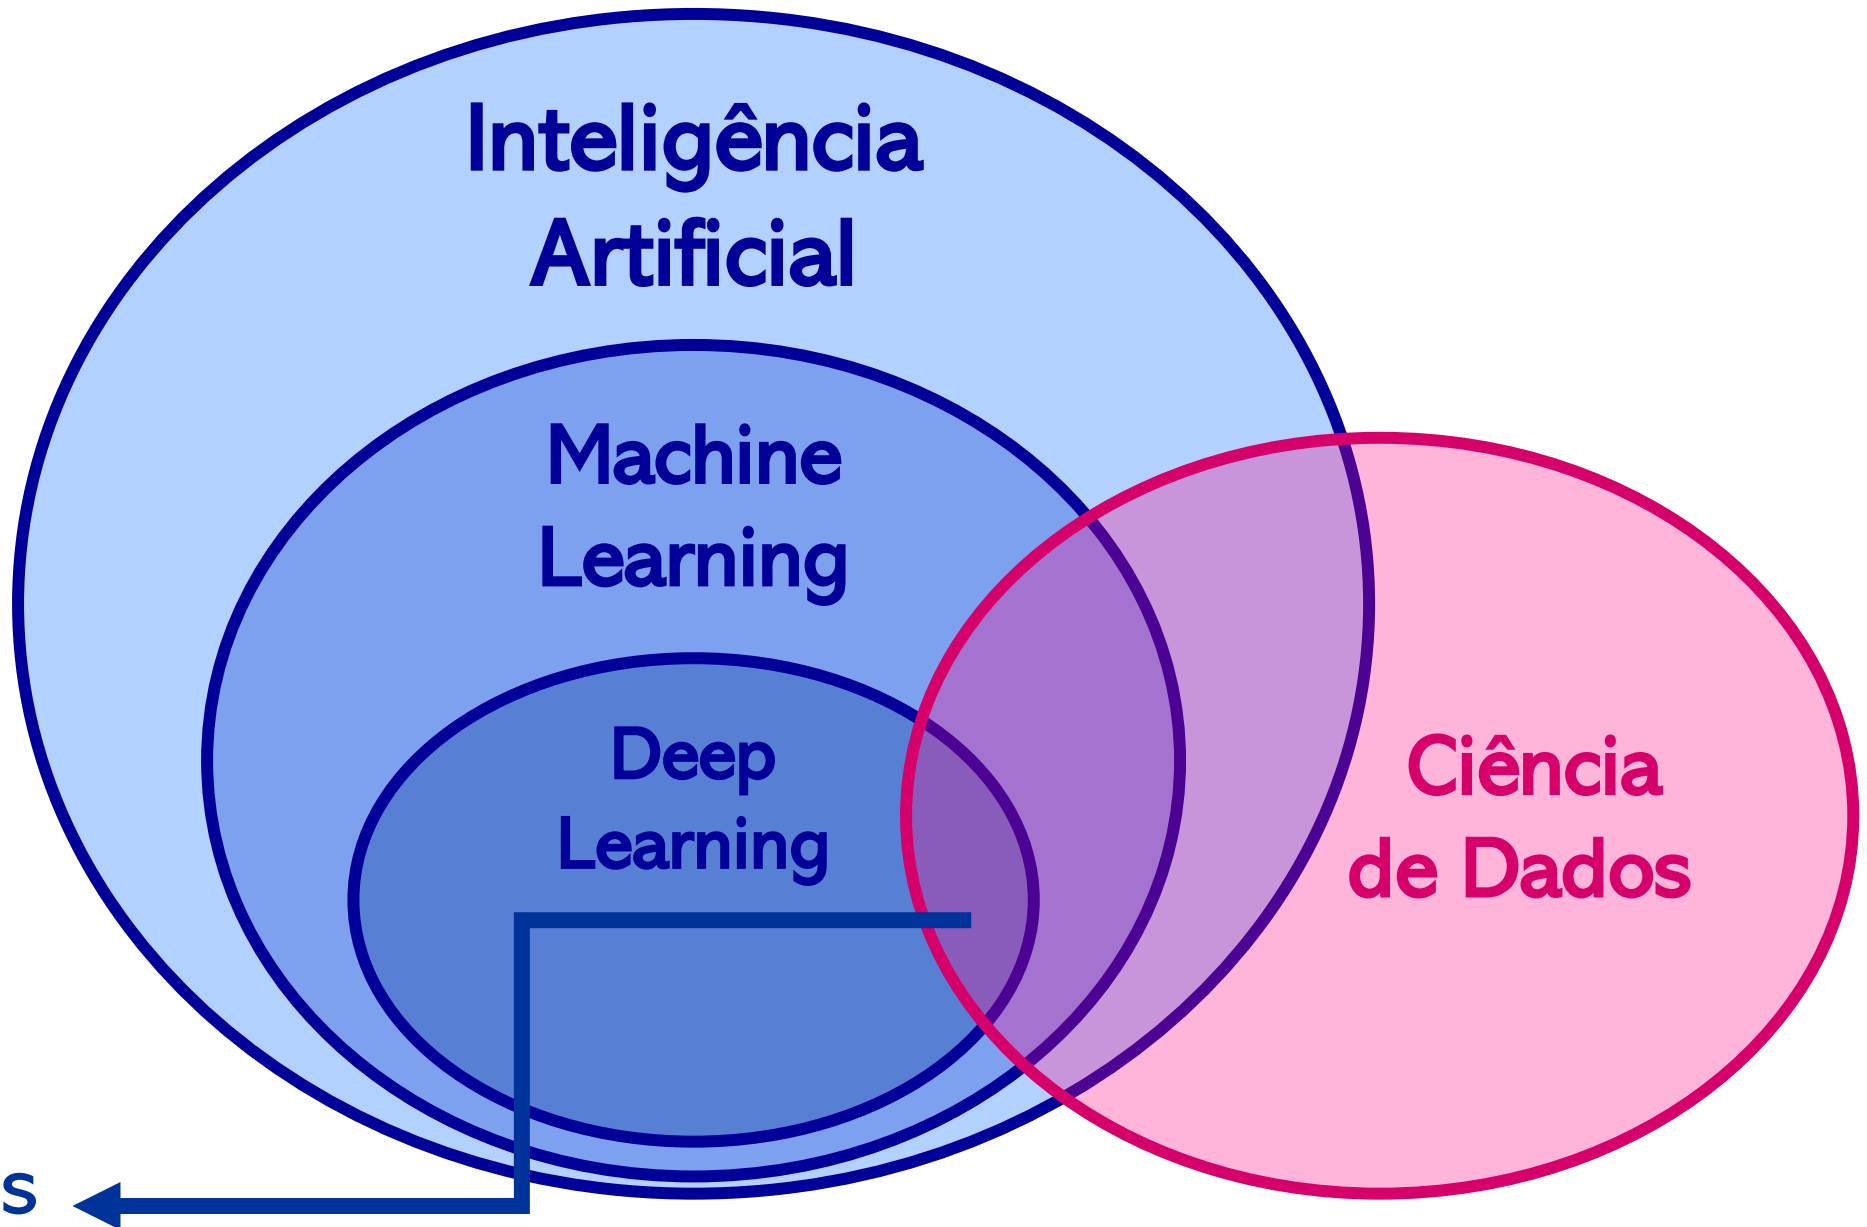 Inteligência
Artificial
Machine
Learning
Deep
Learning
Ciência
de Dados
s